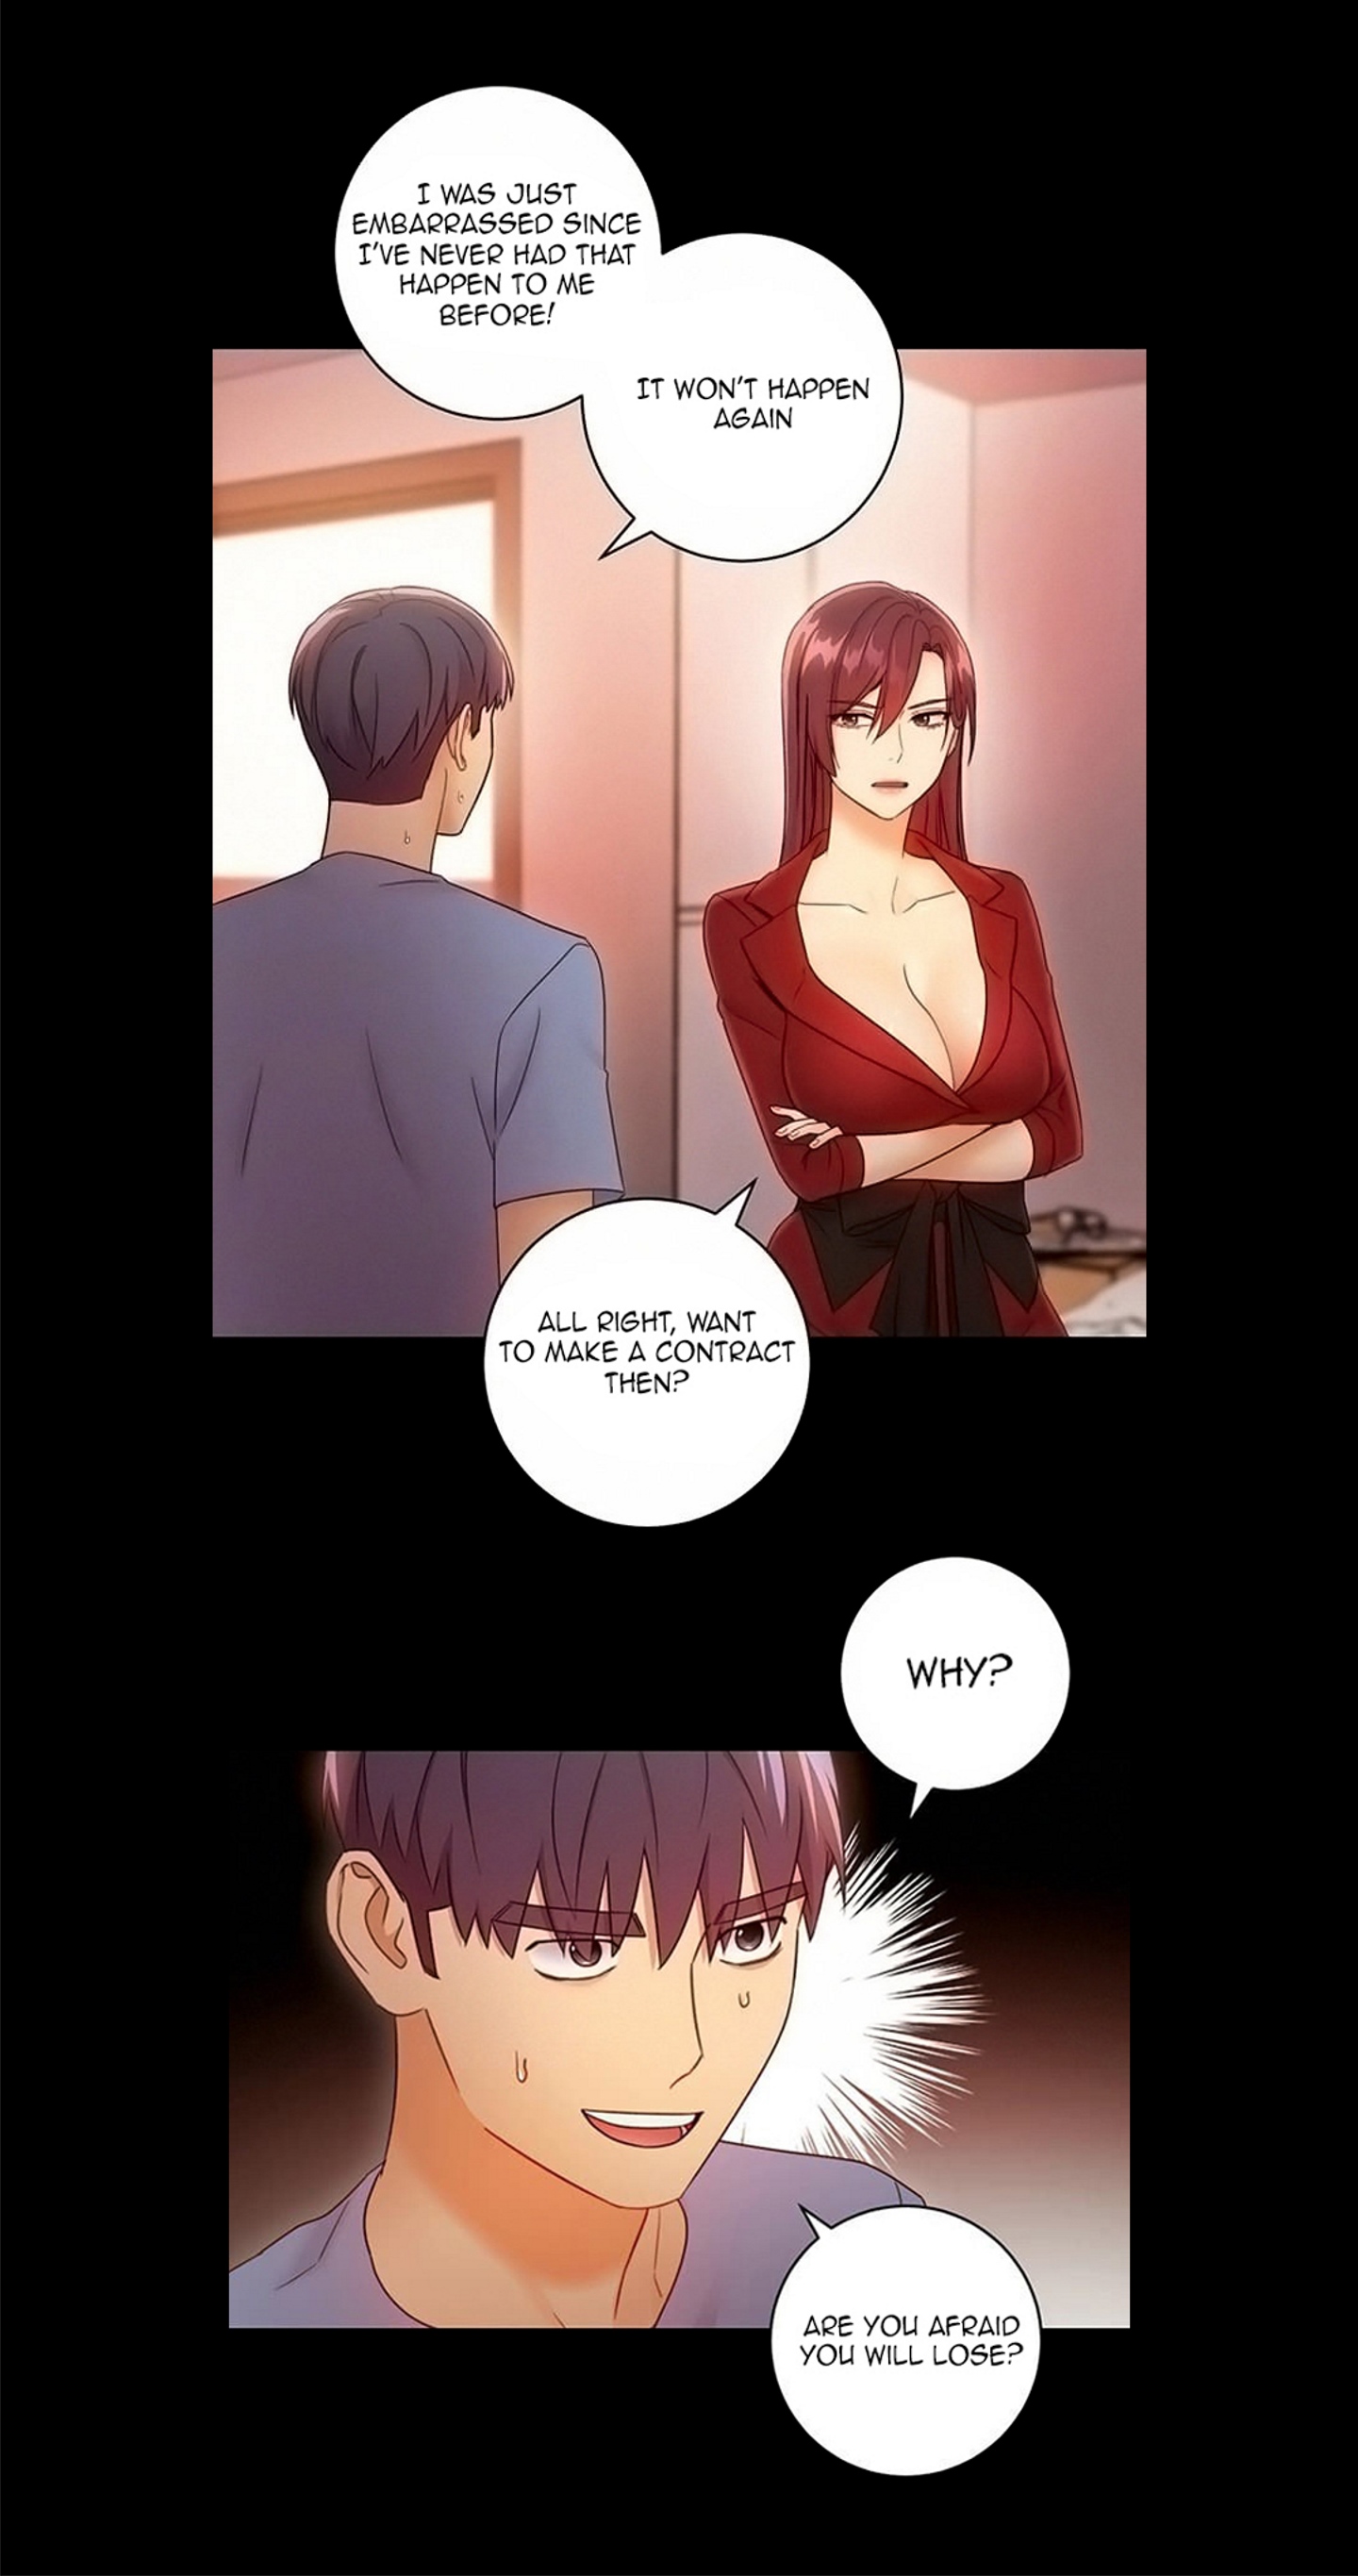 I WAS JUST
EMBARRASSED SINCE
I'VE NEVER HAD THAT
HAPPEN TO ME
BEFORE!
IT WON'T HAPPEN
AGAIN
ALL RIGHT, WANT
TO MAKE A CONTRACT
THEN?
WHY?
ARE YOU AFRAID
YOU WILL LOSE?